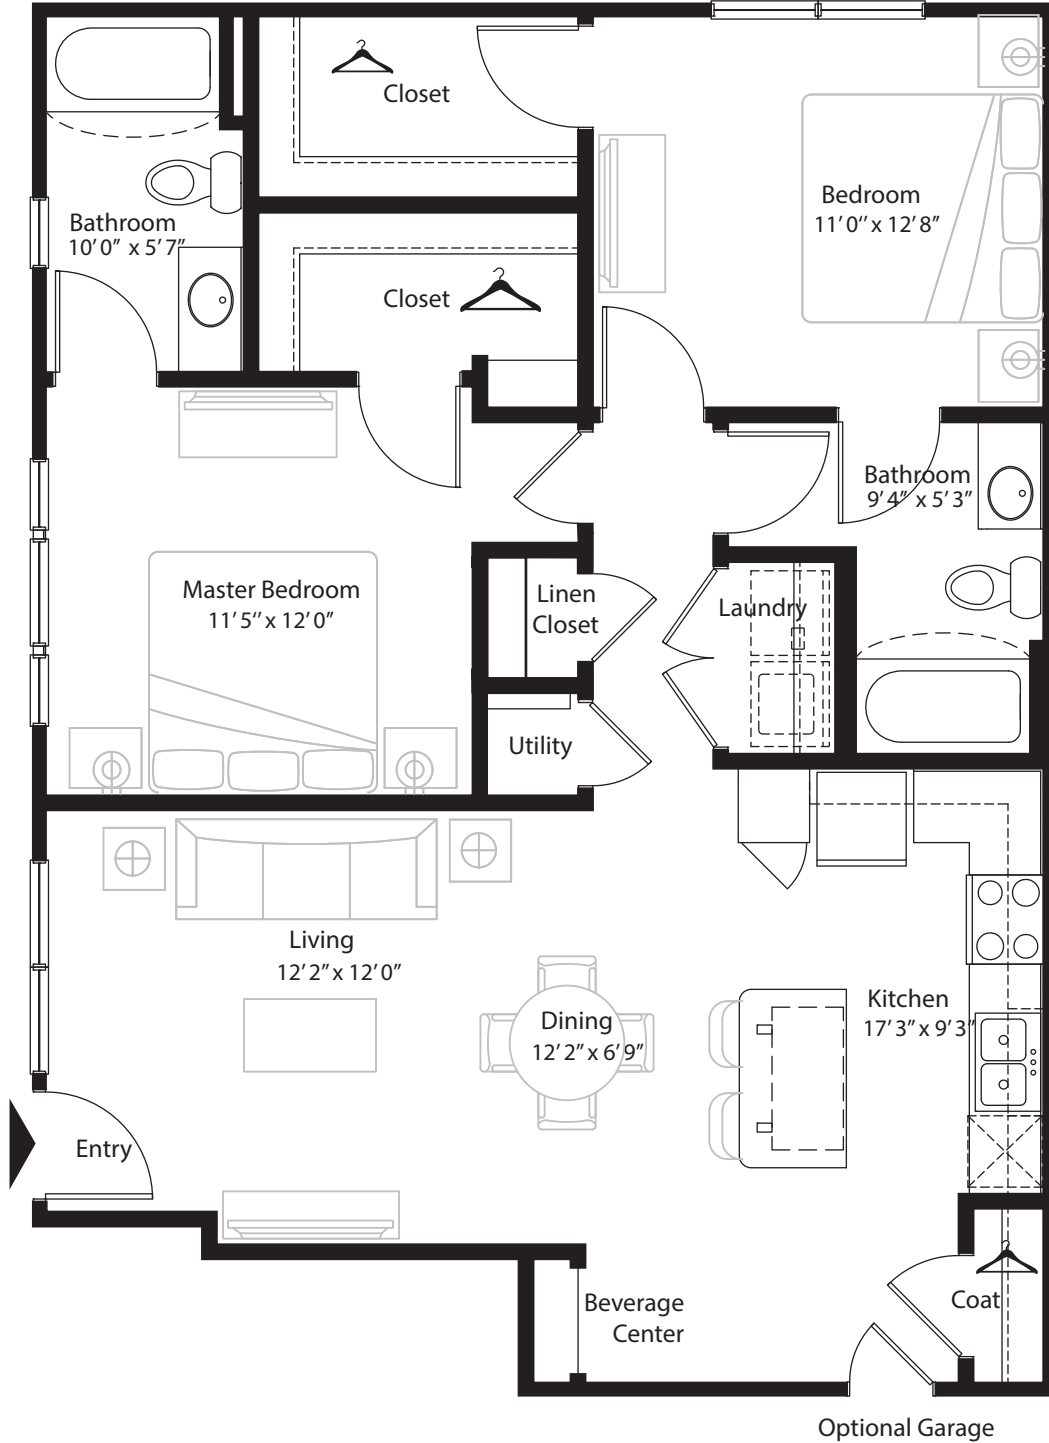 Closet
Bedroom
11’0’’ x 12’8”
Bathroom
10’0” x 5’7”
Closet
Bathroom
9’4” x 5’3”
Master Bedroom
11’5’’ x 12’0”
Linen
Closet
Laundry
Utility
Living
12’2” x 12’0”
Dining
12’2” x 6’9”
Kitchen
17’3” x 9’3”
Entry
Beverage
Center
Coat
Optional Garage